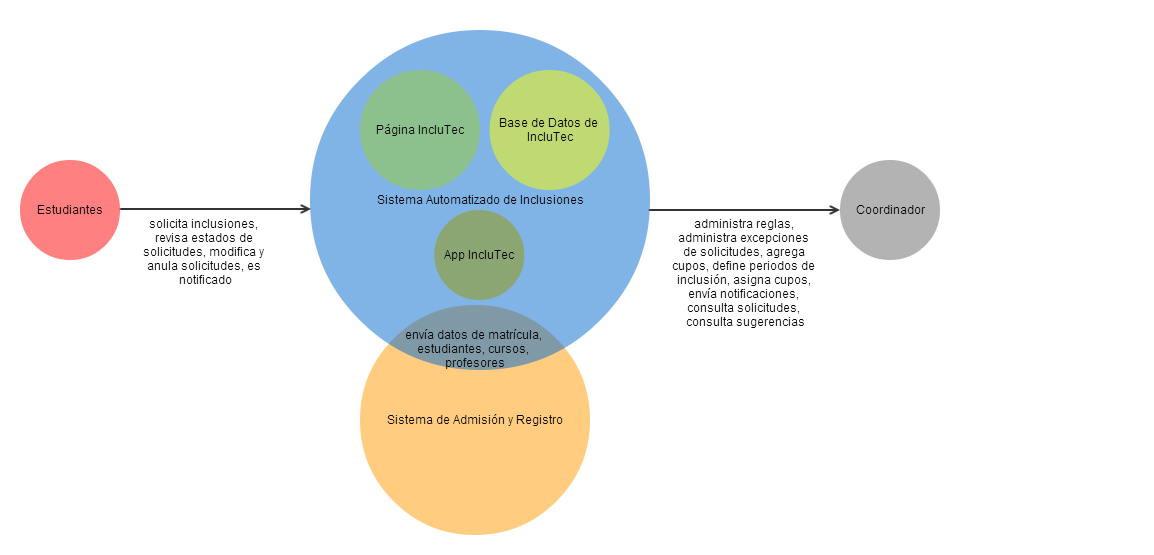 Página IncluTec
Base de Datos de
IncluTec
Sistema Automatizado de Inclusiones
Estudiantes
solicita inclusiones,
revisa estados de
solicitudes, modifica y
anula solicitudes, es
notificado
App IncluTec
administra reglas,
administra excepciones
de solicitudes, agrega
cupos, define periodos de
inclusión, asigna cupos,
envía notificaciones,
consulta solicitudes,
consulta sugerencias
Coordinador
envía datos de matrícula,
estudiantes, cursos,
profesores
Sistema de Admisión y Registro